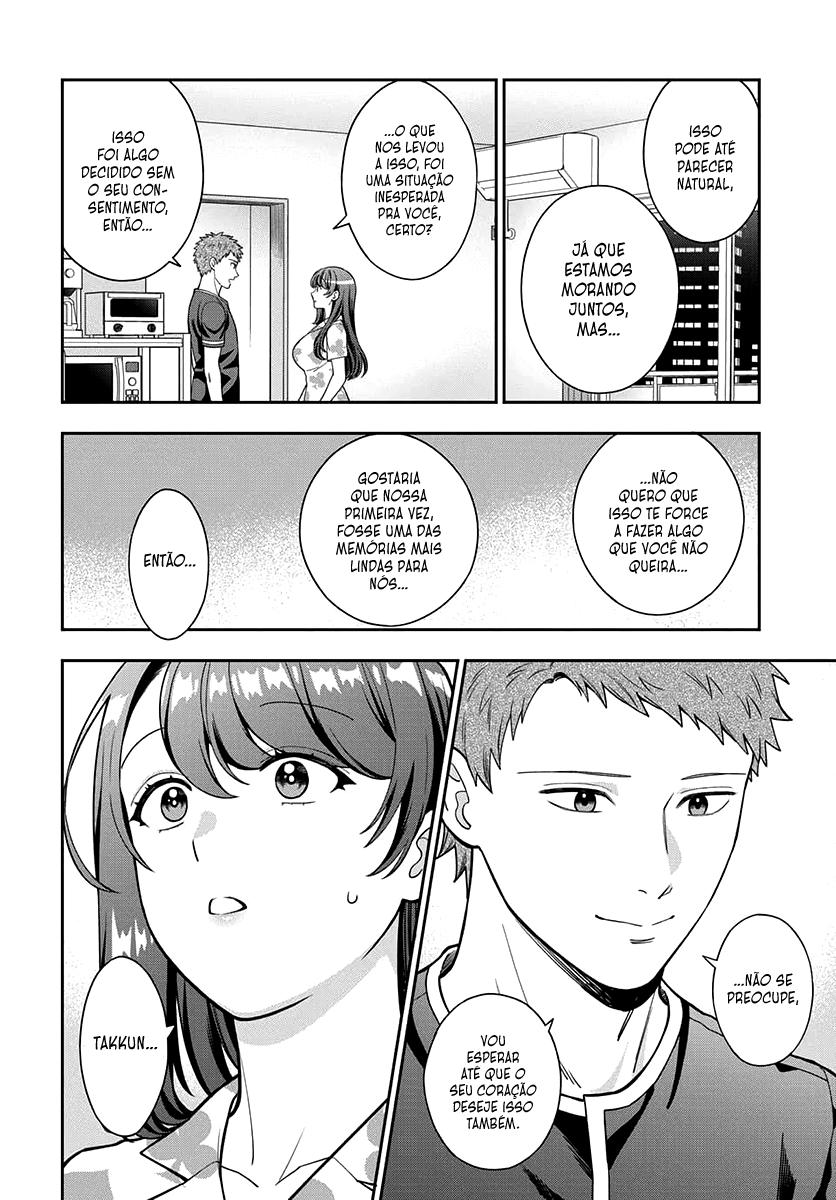 ISSO
PODE ATÉ
PARECER
NATURAL,
JÁ QUE
ESTAMOS
MORANDO
JUNTOS,
MAS...
...O QUE
NOS LEVOU
A ISSO, FOI
UMA SITUAÇÃO
INESPERADA
PRA VOCÊ,
CERTO?
ISSO
FOI ALGO
DECIDIDO SEM
O SEU CON-
SENTIMENTO,
ENTÃO...
...NÃO
QUERO QUE
ISSO TE FORCE
A FAZER ALGO
QUE VOCÊ NÃO
QUEIRA...
GOSTARIA
QUE NOSSA
PRIMEIRA VEZ,
FOSSE UMA DAS
MEMÓRIAS MAIS
LINDAS PARA
NÓS...
ENTÃO...
...NÃO SE
PREOCUPE,
VOU
ESPERAR
ATÉ QUE O
SEU CORAÇÃO
DESEJE ISSO
TAMBÉM.
TAKKUN...